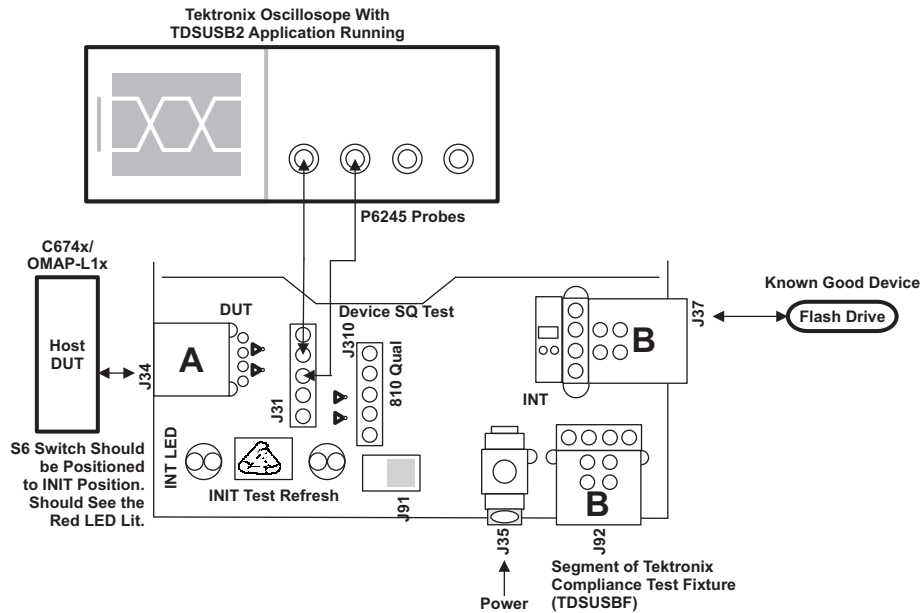 Tektronix Oscillosope With
TDSUSB2 Application Running
P6245 Probes
C674x/
OMAP-L1x
Host
DUT
S6 Switch Should
be Positioned
to INIT Position.
Should See the
Red LED Lit.
J34
A
DUT
Device SQ Test
J31
J310
810 Qual
INT LED
INIT Test Refresh
J91
INT
B
J37
Known Good Device
Flash Drive
J35
Power
B
J92
Segment of Tektronix
Compliance Test Fixture
(TDSUSBF)